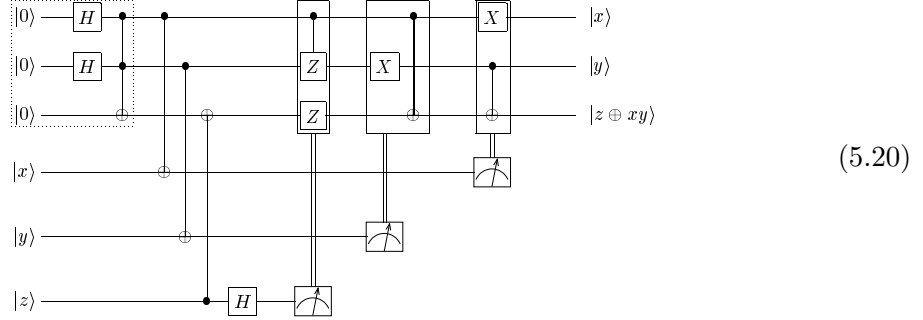 |0⟩ H Z X |x⟩
|0⟩ H Z X |y⟩
|0⟩ Z |z ⊕ xy⟩
(5.20)
|x⟩
|y⟩
|z⟩ H